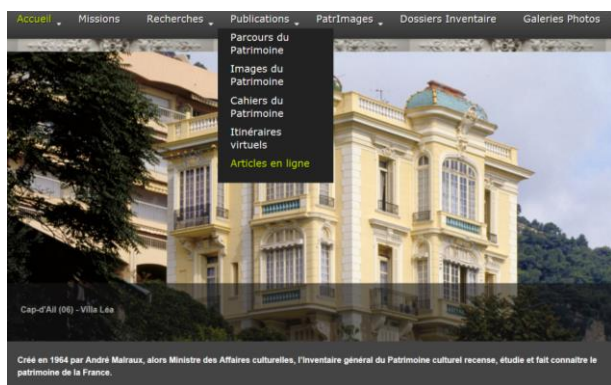 Accueil Missions Recherches Publications PatrImages Dossiers Inventaire Galeries Photos
Parcours du
Patrimoine
Images du
Patrimoine
Cahiers du
Patrimoine
Itinéraires
virtuels
Articles en ligne
Cap-d'Ail (06) - Villa Léa
Créé en 1964 par André Malraux, alors Ministre des Affaires culturelles, l'Inventaire général du Patrimoine culturel recense, étudie et fait connaître le
patrimoine de la France.